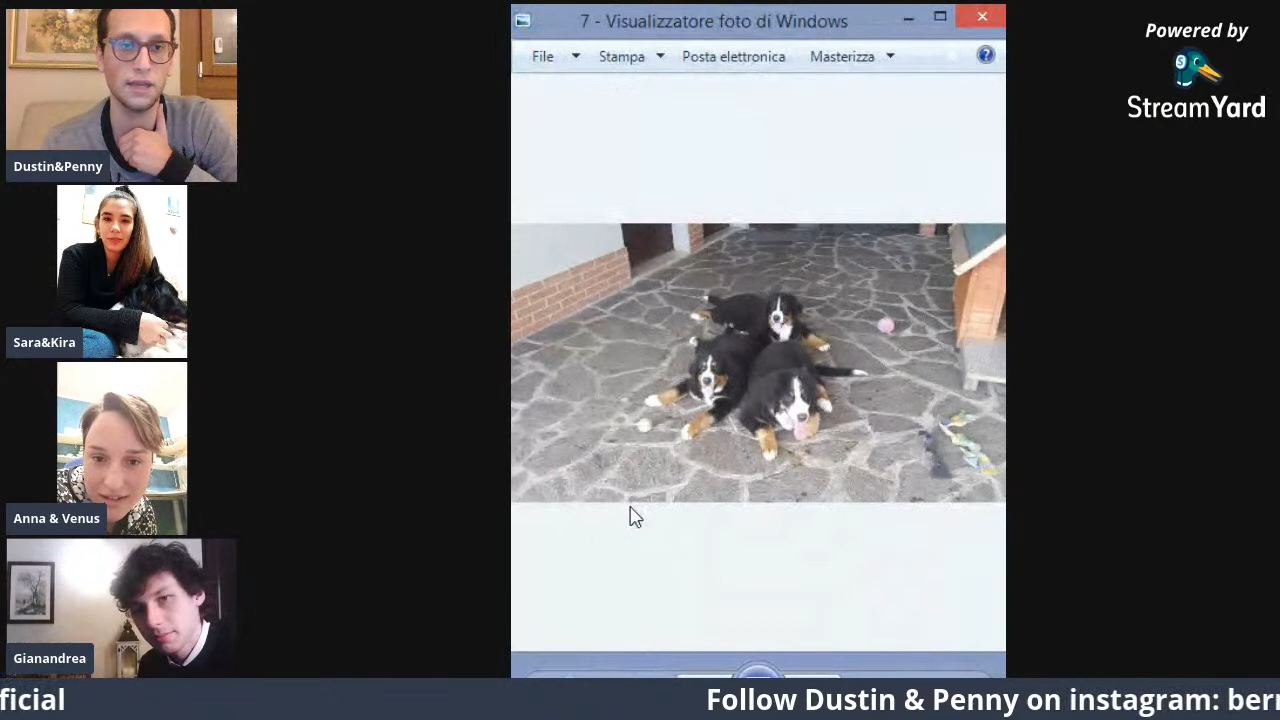 Dustin&Penny
Sara&Kira
Anna & Venus
Gianandrea
7 - Visualizzatore foto di Windows
File Stampa Posta elettronica Masterizza
Powered by
StreamYard
ficial Follow Dustin & Penny on instagram: ber